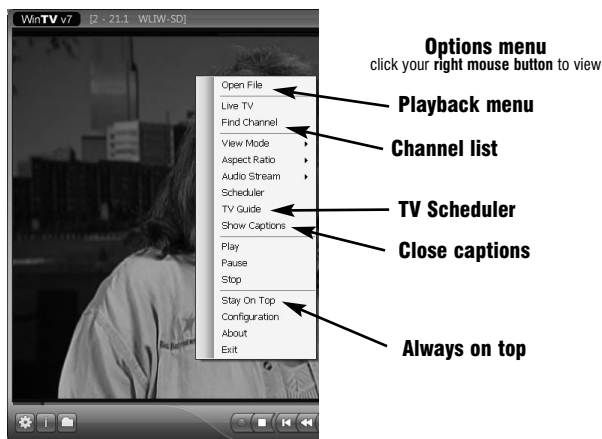 WinTV v7 [2 - 21.1 WLIW-SD]
Options menu
click your right mouse button to view
Open File
Playback menu
Live TV
Find Channel
Channel list
View Mode
Aspect Ratio
Audio Stream
Scheduler
TV Guide
TV Scheduler
Show Captions
Close captions
Play
Pause
Stop
Stay On Top
Always on top
Configuration
About
Exit